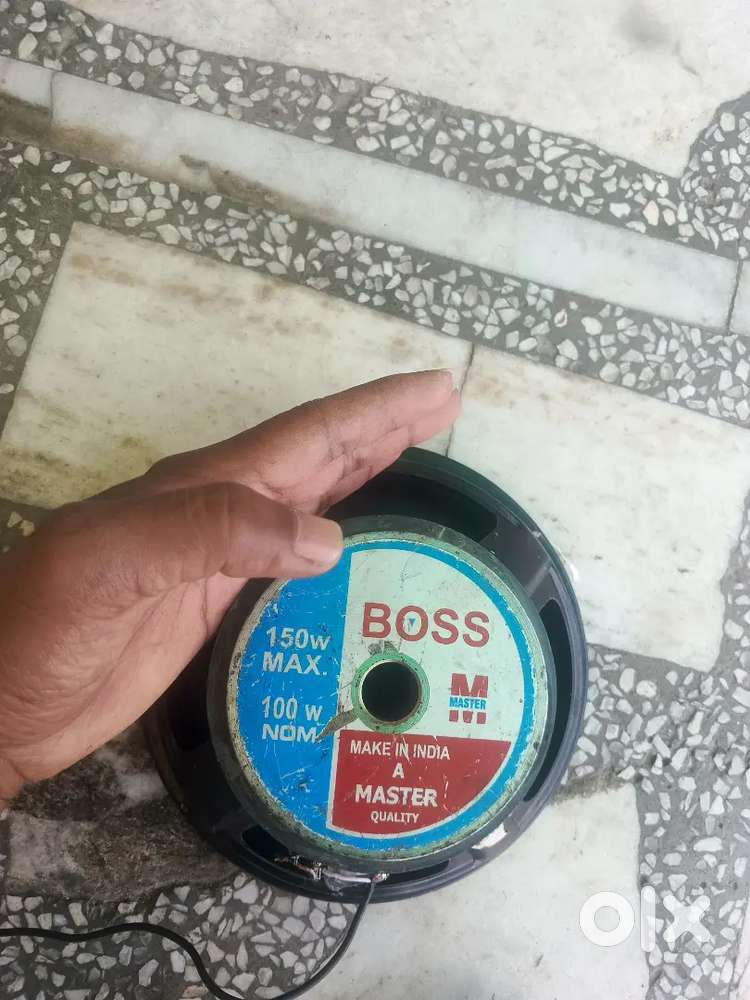 BOSS
150W
MAX.
100 W
NOM.
M
MASTER
MAKE IN INDIA
A
MASTER
QUALITY
olx